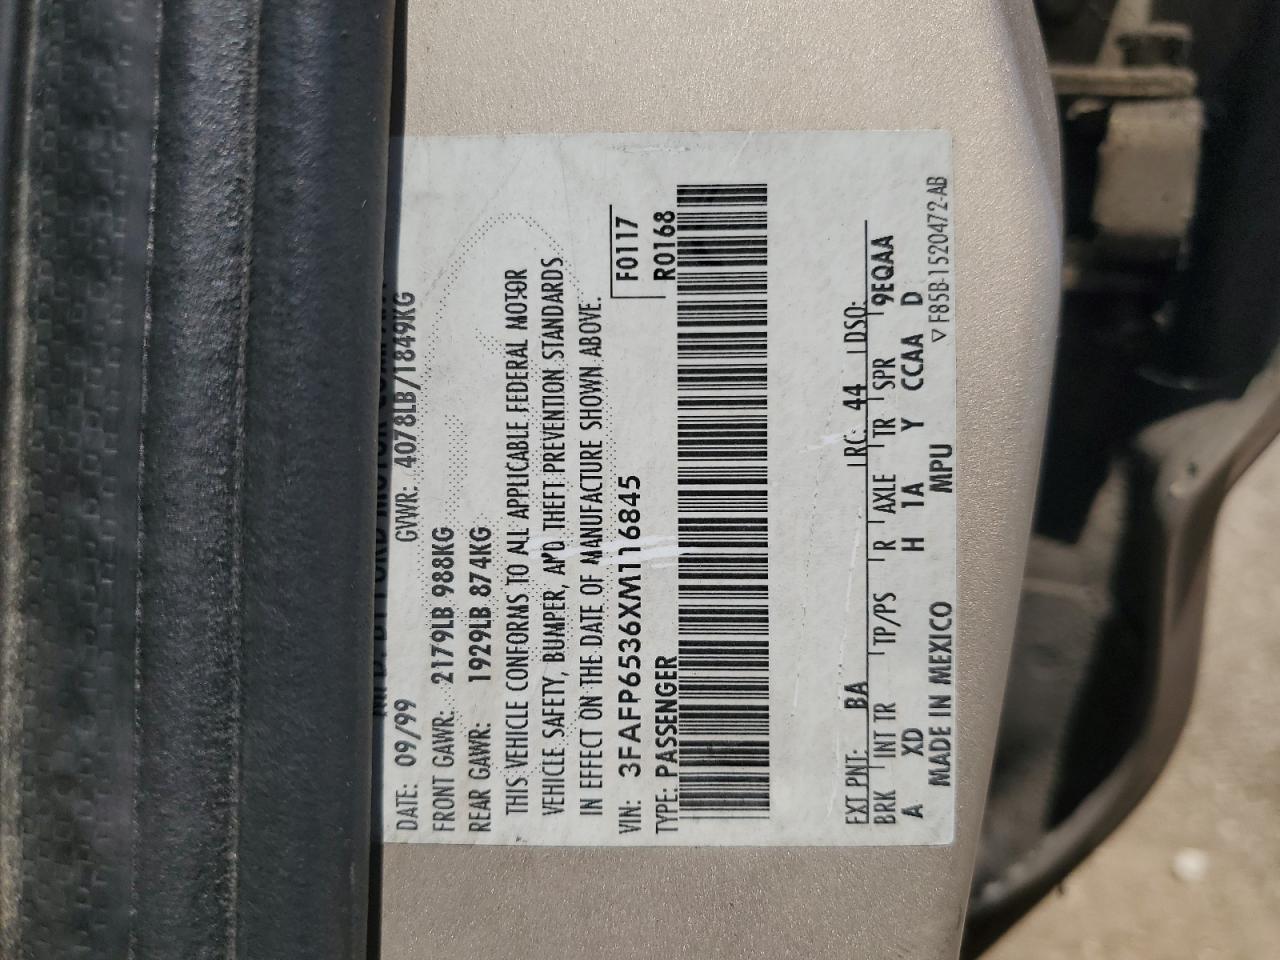 DATE: 09/99 GVWR: 4078LB/1849KG
FRONT GAWR: 2179LB 988KG
REAR GAWR: 1929LB 874KG
THIS VEHICLE CONFORMS TO ALL APPLICABLE FEDERAL MOTOR
VEHICLE SAFETY, BUMPER, AND THEFT PREVENTION STANDARDS
IN EFFECT ON THE DATE OF MANUFACTURE SHOWN ABOVE.
VIN: 3FAFP6536XM116845 F0117
TYPE: PASSENGER R0168
EXT PNT: BA RC: 44 DSO:
BRK INT TR TP/PS R AXLE TR SPR 9EQAA
A XD H 1A Y CCAA D
MADE IN MEXICO MPU ▽ F85B-1520472-AB